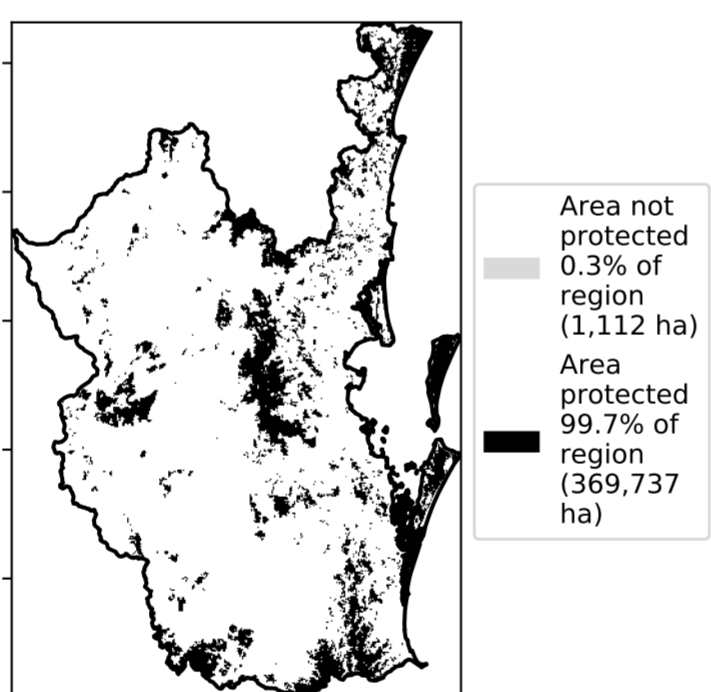 Area not
protected
0.3% of
region
(1,112 ha)
Area
protected
99.7% of
region
(369,737
ha)